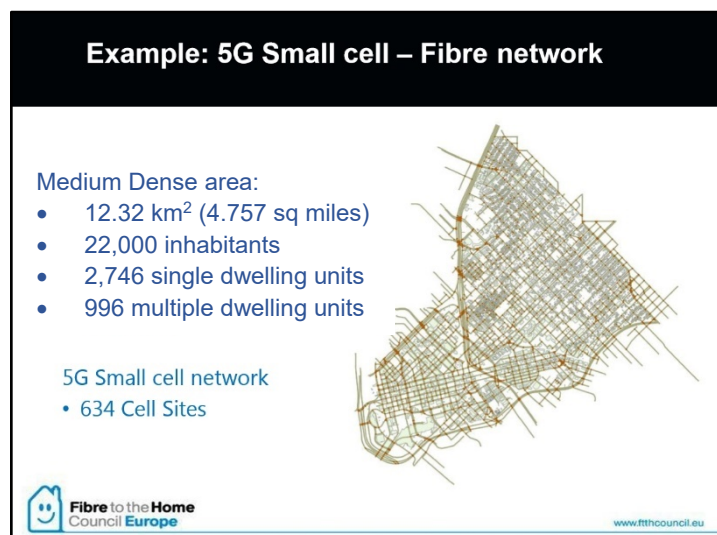 Example: 5G Small cell – Fibre network
Medium Dense area:
• 12.32 km² (4.757 sq miles)
• 22,000 inhabitants
• 2,746 single dwelling units
• 996 multiple dwelling units
5G Small cell network
• 634 Cell Sites
Fibre to the Home
Council Europe
www.ftthcouncil.eu